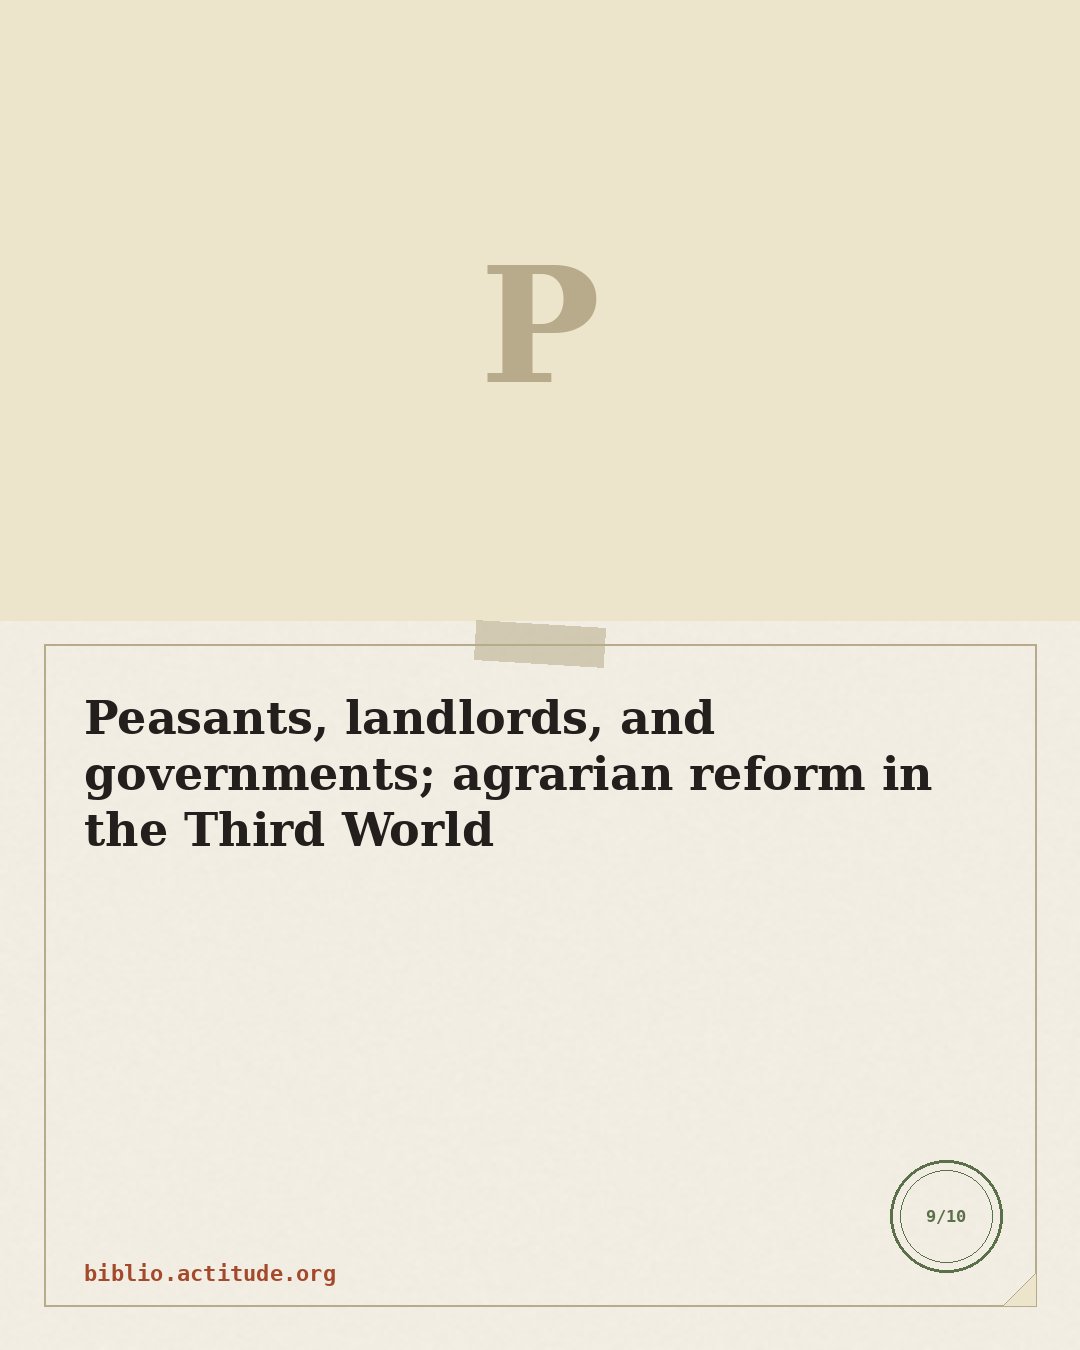 P
Peasants, landlords, and
governments; agrarian reform in
the Third World
9/10
biblio.actitude.org